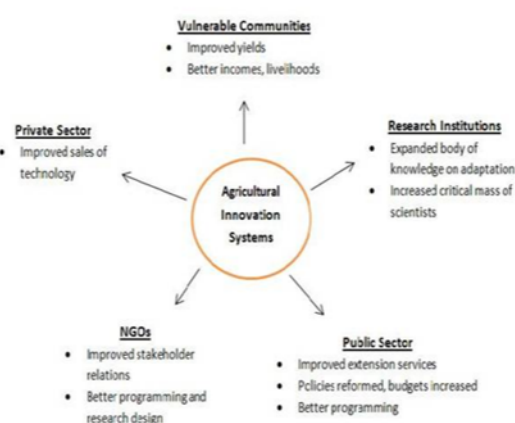 Vulnerable Communities
• Improved yields
• Better incomes, livelihoods
Private Sector
• Improved sales of
technology
Research Institutions
• Expanded body of
knowledge on adaptation
• Increased critical mass of
scientists
Agricultural
Innovation
Systems
NGOs
• Improved stakeholder
relations
• Better programming and
research design
Public Sector
• Improved extension services
• Policies reformed, budgets increased
• Better programming